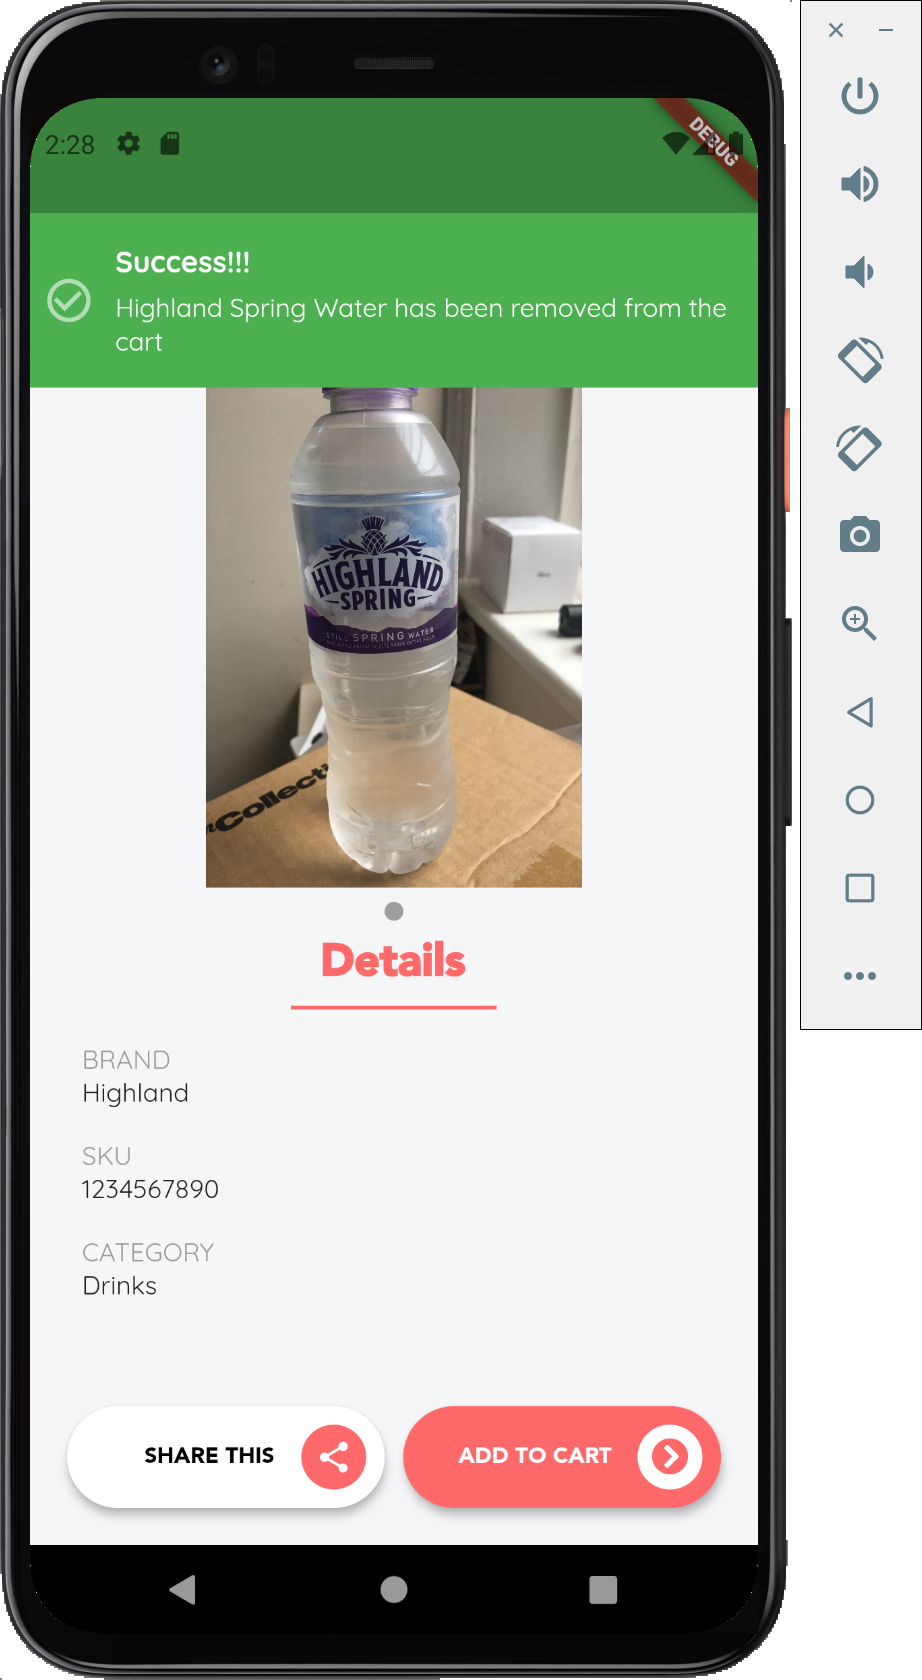 2:28
DEBUG
Success!!!
Highland Spring Water has been removed from the
cart
HIGHLAND
SPRING
STILL SPRING WATER
Collecti
Details
BRAND
Highland
SKU
1234567890
CATEGORY
Drinks
SHARE THIS
ADD TO CART